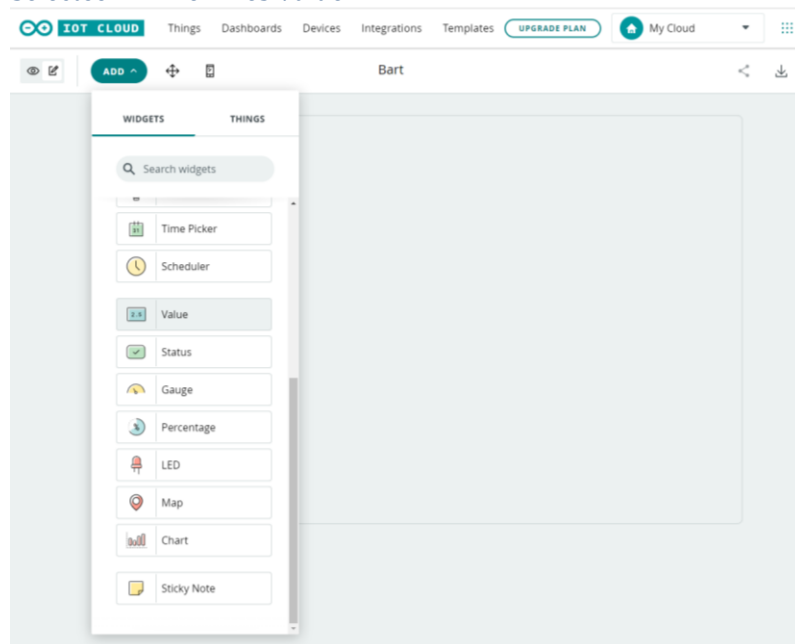 IOT CLOUD Things Dashboards Devices Integrations Templates UPGRADE PLAN My Cloud
ADD Bart
WIDGETS THINGS
Search widgets
31 Time Picker
Scheduler
Value
Status
Gauge
Percentage
LED
Map
Chart
Sticky Note